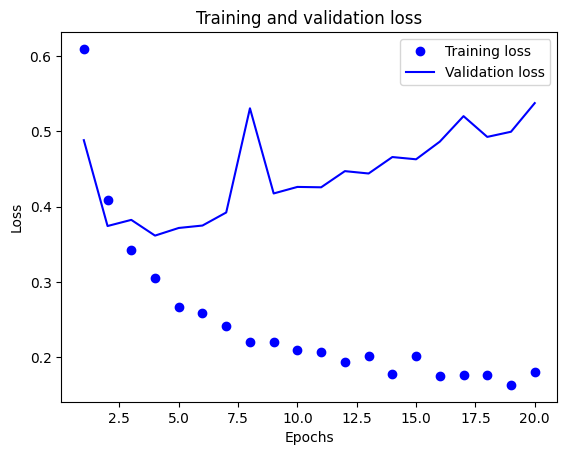 Training and validation loss
Training loss
Validation loss
0.6
0.5
0.4
0.3
0.2
Loss
2.5 5.0 7.5 10.0 12.5 15.0 17.5 20.0
Epochs